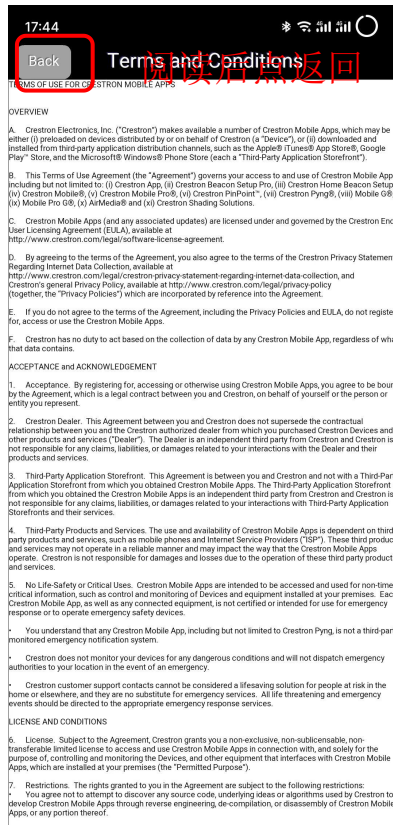 17:44
Back
Terms and Conditions
阅读后点返回
TERMS OF USE FOR CRESTRON MOBILE APPS
OVERVIEW
A. Crestron Electronics, Inc. ("Crestron") makes available a number of Crestron Mobile Apps, which may be
either (i) preloaded on devices distributed by or on behalf of Crestron (a "Device"), or (ii) downloaded and
installed from third-party application distribution channels, such as the Apple® iTunes® App Store®, Google
Play™ Store, and the Microsoft® Windows® Phone Store (each a "Third-Party Application Storefront").
B. This Terms of Use Agreement (the "Agreement") governs your access to and use of Crestron Mobile App
including but not limited to: (i) Crestron App, (ii) Crestron Beacon Setup Pro, (iii) Crestron Home Beacon Setup
(iv) Crestron Mobile®, (v) Crestron Mobile Pro®, (vi) Crestron PinPoint™, (vii) Crestron Pyng®, (viii) Mobile G®
(ix) Mobile Pro G®, (x) AirMedia® and (xi) Crestron Shading Solutions.
C. Crestron Mobile Apps (and any associated updates) are licensed under and governed by the Crestron End
User Licensing Agreement (EULA), available at
http://www.crestron.com/legal/software-license-agreement.
D. By agreeing to the terms of the Agreement, you also agree to the terms of the Crestron Privacy Statemen
Regarding Internet Data Collection, available at
http://www.crestron.com/legal/crestron-privacy-statement-regarding-internet-data-collection, and
Crestron's general Privacy Policy, available at http://www.crestron.com/legal/privacy-policy
(together, the "Privacy Policies") which are incorporated by reference into the Agreement.
E. If you do not agree to the terms of the Agreement, including the Privacy Policies and EULA, do not registe
for, access or use the Crestron Mobile Apps.
F. Crestron has no duty to act based on the collection of data by any Mobile App, regardless of wha
that data contains.
ACCEPTANCE and ACKNOWLEDGEMENT
1. Acceptance. By registering for, accessing or otherwise using Crestron Mobile Apps, you agree to be bour
by the Agreement, which is a legal contract between you and Crestron, on behalf of yourself or the person or
entity you represent.
2. Crestron Dealer. This Agreement between you and Crestron does not supersede the contractual
relationship between you and the Crestron authorized dealer from which you purchased Crestron Devices and
other products and services ("Dealer"). The Dealer is an independent third party from Crestron and Crestron is
not responsible for any claims, liabilities, or damages related to your interactions with the Dealer and their
products and services.
3. Third-Party Application Storefront. This Agreement is between you and Crestron and not with a Third-Par
Application Storefront from which you obtained Crestron Mobile Apps. The Third-Party Application Storefront
from which you obtained the Crestron Mobile Apps is an independent third party from Crestron and Crestron is
not responsible for any claims, liabilities, or damages related to your interactions with Third-Party Application
Storefronts and their services.
4. Third-Party Products and Services. The use and availability of Crestron Mobile Apps is dependent on third
party products and services, such as mobile phones and Internet Service Providers ("ISP"). These third produc
and services may not operate in a reliable manner and may impact the way that the Crestron Mobile Apps
operate. Crestron is not responsible for damages and losses due to the operation of these third party product
and services.
5. No Life-Safety or Critical Uses. Crestron Mobile Apps are intended to be accessed and used for non-time
critical information, such as control and monitoring of Devices and equipment installed at your premises. Eac
Crestron Mobile App, as well as any connected equipment, is not certified or intended for use for emergency
response or to operate emergency safety devices.
· You understand that any Crestron Mobile App, including but not limited to Crestron Pyng, is not a third-par
monitored emergency notification system.
· Crestron does not monitor your devices for any dangerous conditions and will not dispatch emergency
authorities to your location in the event of an emergency.
· Crestron customer support contacts cannot be considered a lifesaving solution for people at risk in the
home or elsewhere, and they are no substitute for emergency services. All life threatening and emergency
events should be directed to the appropriate emergency response services.
LICENSE AND CONDITIONS
6. License. Subject to the Agreement, Crestron grants you a non-exclusive, non-sublicensable, non-
transferable limited license to access and use Crestron Mobile Apps in connection with, and solely for the
purpose of, controlling and monitoring the Devices, and other equipment that interfaces with Crestron Mobile
Apps, which are installed at your premises (the "Permitted Purpose").
7. Restrictions. The rights granted to you in the Agreement are subject to the following restrictions:
· You agree not to attempt to discover any source code, underlying ideas or algorithms used by Crestron to
develop Crestron Mobile Apps through reverse engineering, de-compilation, or disassembly of Crestron Mobile
Apps, or any portion thereof.